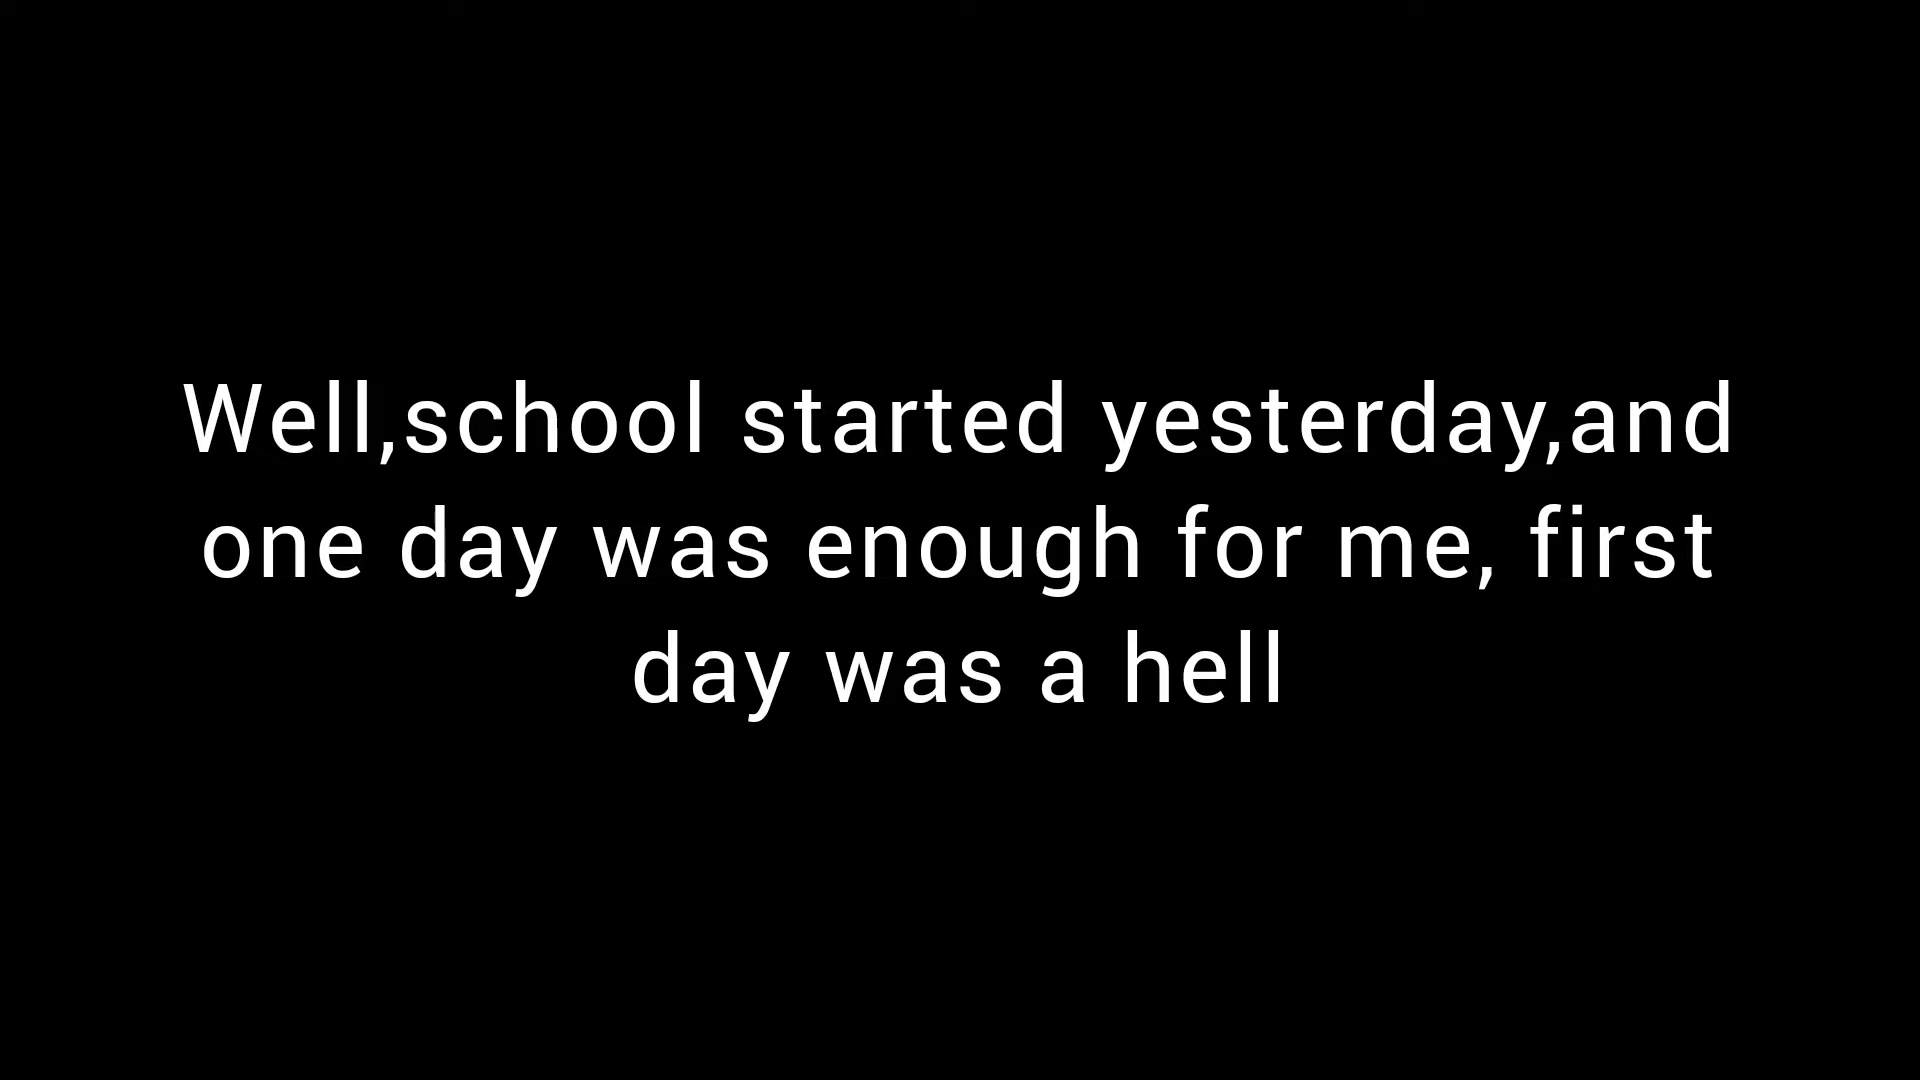 Well,school started yesterday,and
one day was enough for me, first
day was a hell